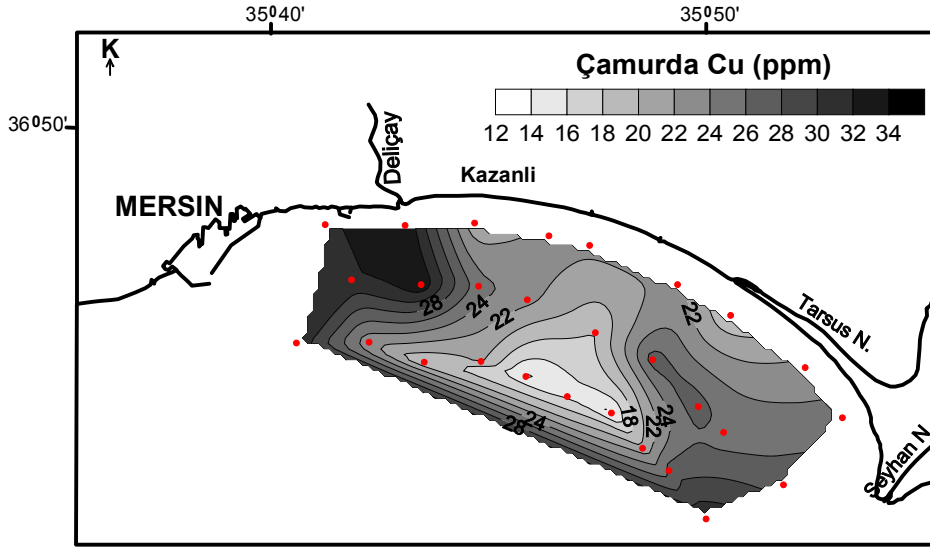 35⁰40'
35⁰50'
K
Çamurda Cu (ppm)
12 14 16 18 20 22 24 26 28 30 32 34
36⁰50'
Deliçay
Kazanli
MERSIN
Tarsus N.
Seyhan N
28
24
22
22
18
22
24
24
28